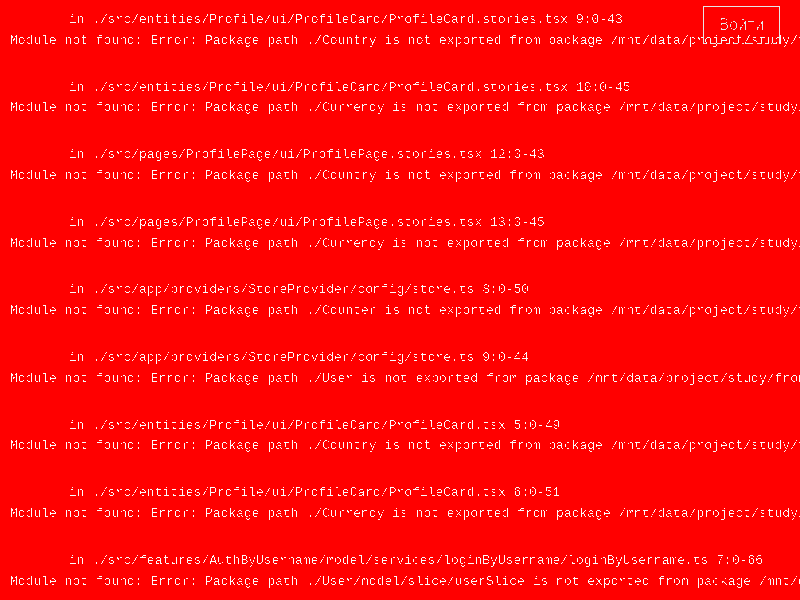 in ./src/entities/Profile/ui/ProfileCard/ProfileCard.stories.tsx 9:0-43
Войти
Module not found: Error: Package path ./Country is not exported from package /mnt/data/project/study/
in ./src/entities/Profile/ui/ProfileCard/ProfileCard.stories.tsx 10:0-45
Module not found: Error: Package path ./Currency is not exported from package /mnt/data/project/study
in ./src/pages/ProfilePage/ui/ProfilePage.stories.tsx 12:0-43
Module not found: Error: Package path ./Country is not exported from package /mnt/data/project/study/
in ./src/pages/ProfilePage/ui/ProfilePage.stories.tsx 13:0-45
Module not found: Error: Package path ./Currency is not exported from package /mnt/data/project/study
in ./src/app/providers/StoreProvider/config/store.ts 8:0-50
Module not found: Error: Package path ./Counter is not exported from package /mnt/data/project/study/
in ./src/app/providers/StoreProvider/config/store.ts 9:0-44
Module not found: Error: Package path ./User is not exported from package /mnt/data/project/study/fro
in ./src/entities/Profile/ui/ProfileCard/ProfileCard.tsx 5:0-49
Module not found: Error: Package path ./Country is not exported from package /mnt/data/project/study/
in ./src/entities/Profile/ui/ProfileCard/ProfileCard.tsx 6:0-51
Module not found: Error: Package path ./Currency is not exported from package /mnt/data/project/study
in ./src/features/AuthByUsername/model/services/loginByUsername/loginByUsername.ts 7:0-66
Module not found: Error: Package path ./User/model/slice/userSlice is not exported from package /mnt/